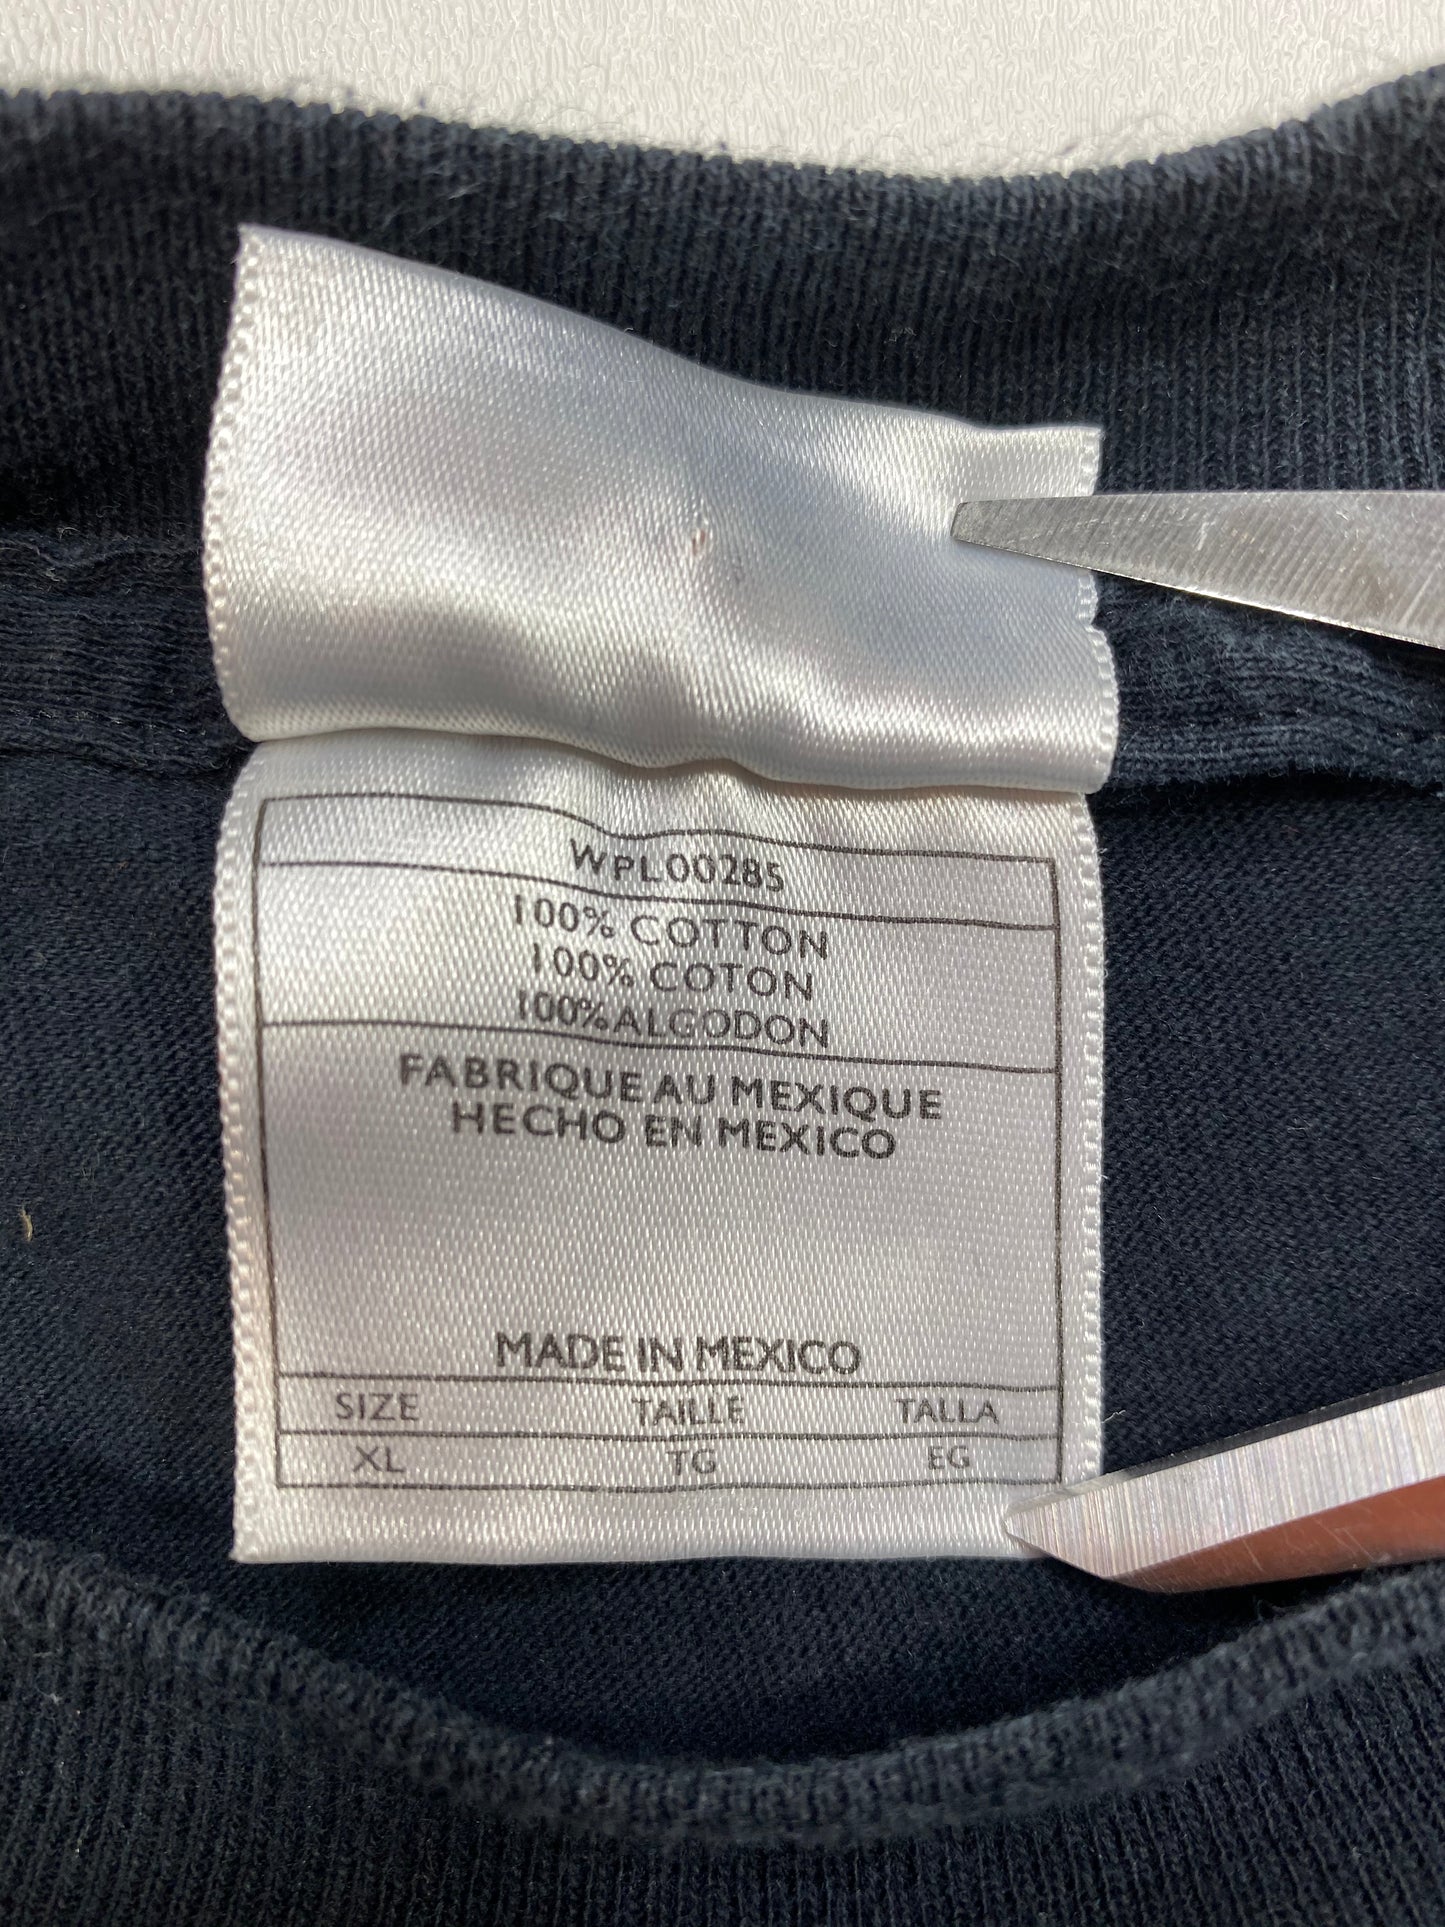 WPL00285
100% COTTON
100% COTON
100% ALGODON
FABRIQUE AU MEXIQUE
HECHO EN MEXICO
MADE IN MEXICO
SIZE TAILLE TALLA
XL TG EG